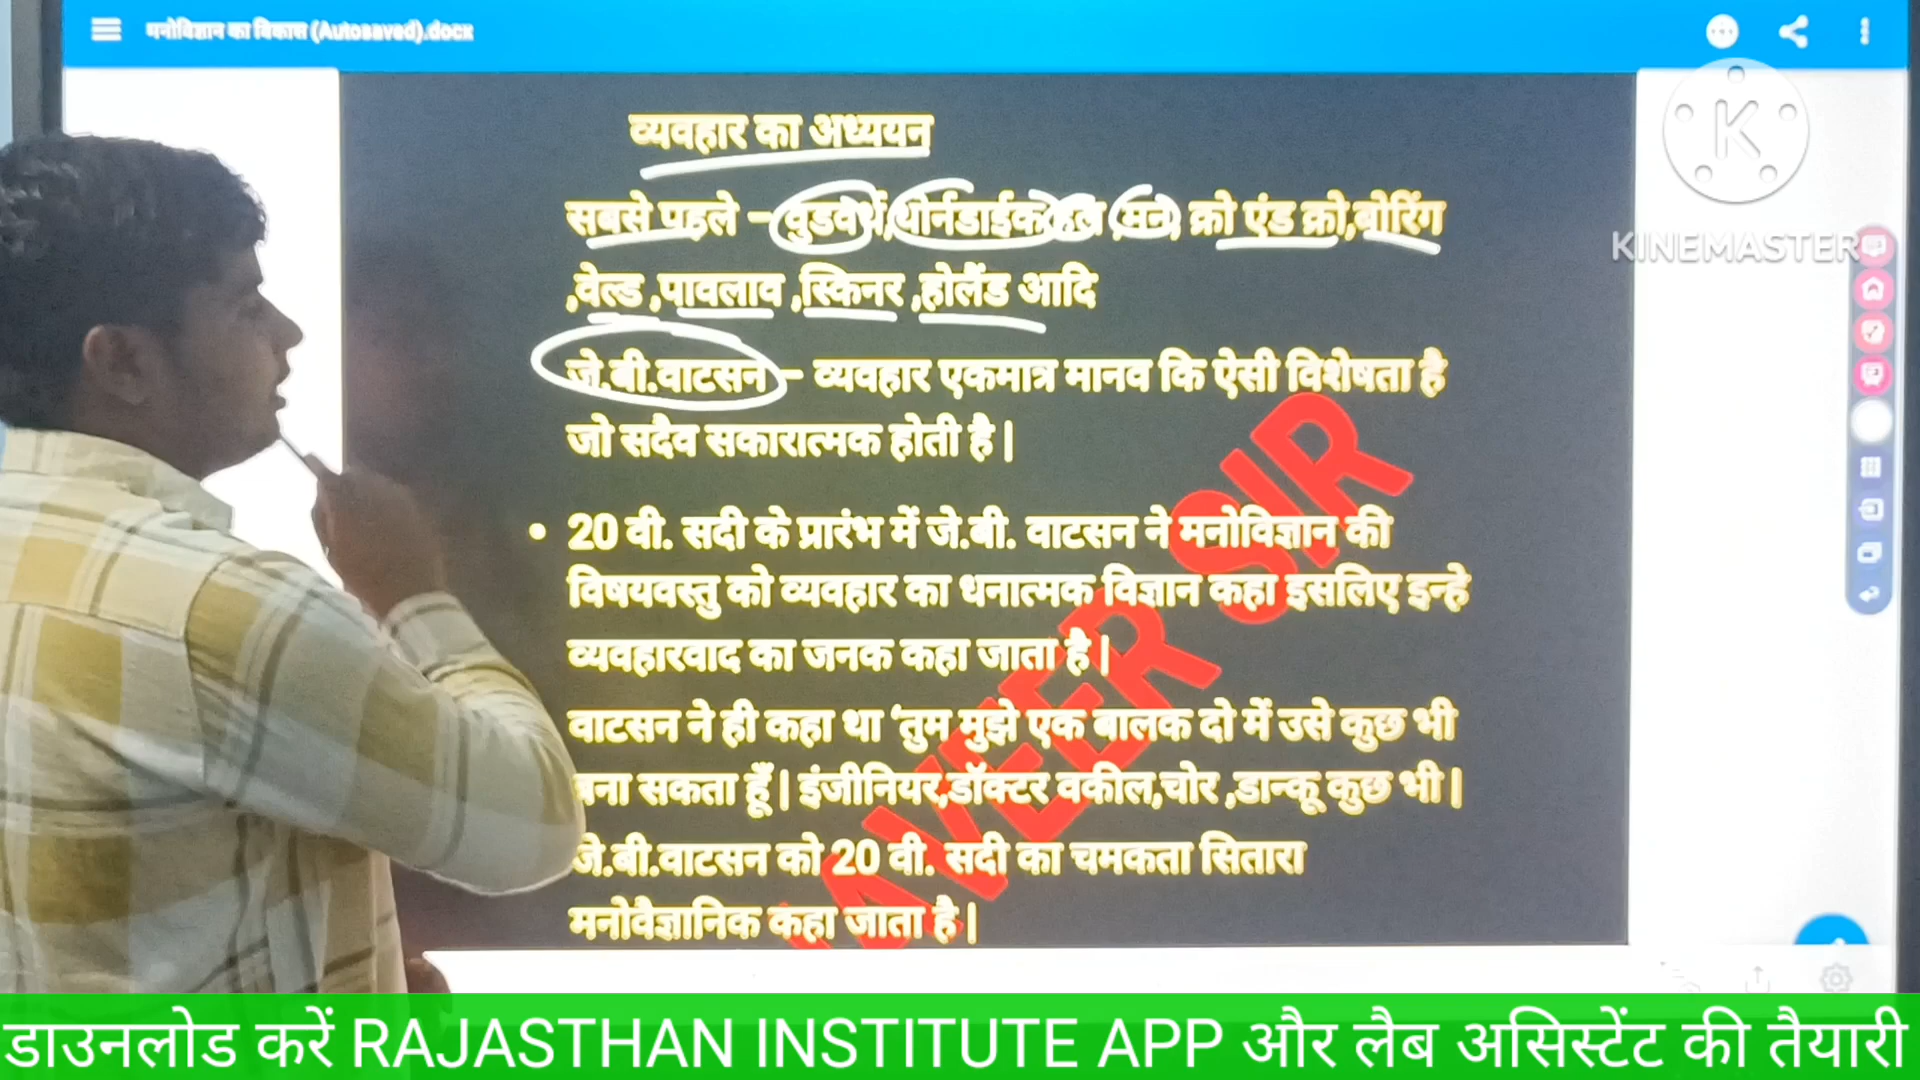 मनोविज्ञान का विकास (Autosaved).docx
व्यवहार का अध्ययन
सबसे पहले – वुडवर्थ,थोर्नडाईक ,मन, क्रो एंड क्रो,बोरिंग
,वेल्ड ,पावलाव ,स्किनर ,होलैंड आदि
जे.बी.वाटसन – व्यवहार एकमात्र मानव कि ऐसी विशेषता है
जो सदैव सकारात्मक होती है |
• 20 वी. सदी के प्रारंभ में जे.बी. वाटसन ने मनोविज्ञान की
विषयवस्तु को व्यवहार का धनात्मक विज्ञान कहा इसलिए इन्हे
व्यवहारवाद का जनक कहा जाता है |
वाटसन ने ही कहा था ‘तुम मुझे एक बालक दो में उसे कुछ भी
बना सकता हूँ | इंजीनियर,डॉक्टर वकील,चोर ,डान्कू कुछ भी |
जे.बी.वाटसन को 20 वी. सदी का चमकता सितारा
मनोवैज्ञानिक कहा जाता है |
SIR
K
KINEMASTER
डाउनलोड करें RAJASTHAN INSTITUTE APP और लैब असिस्टेंट की तैयारी